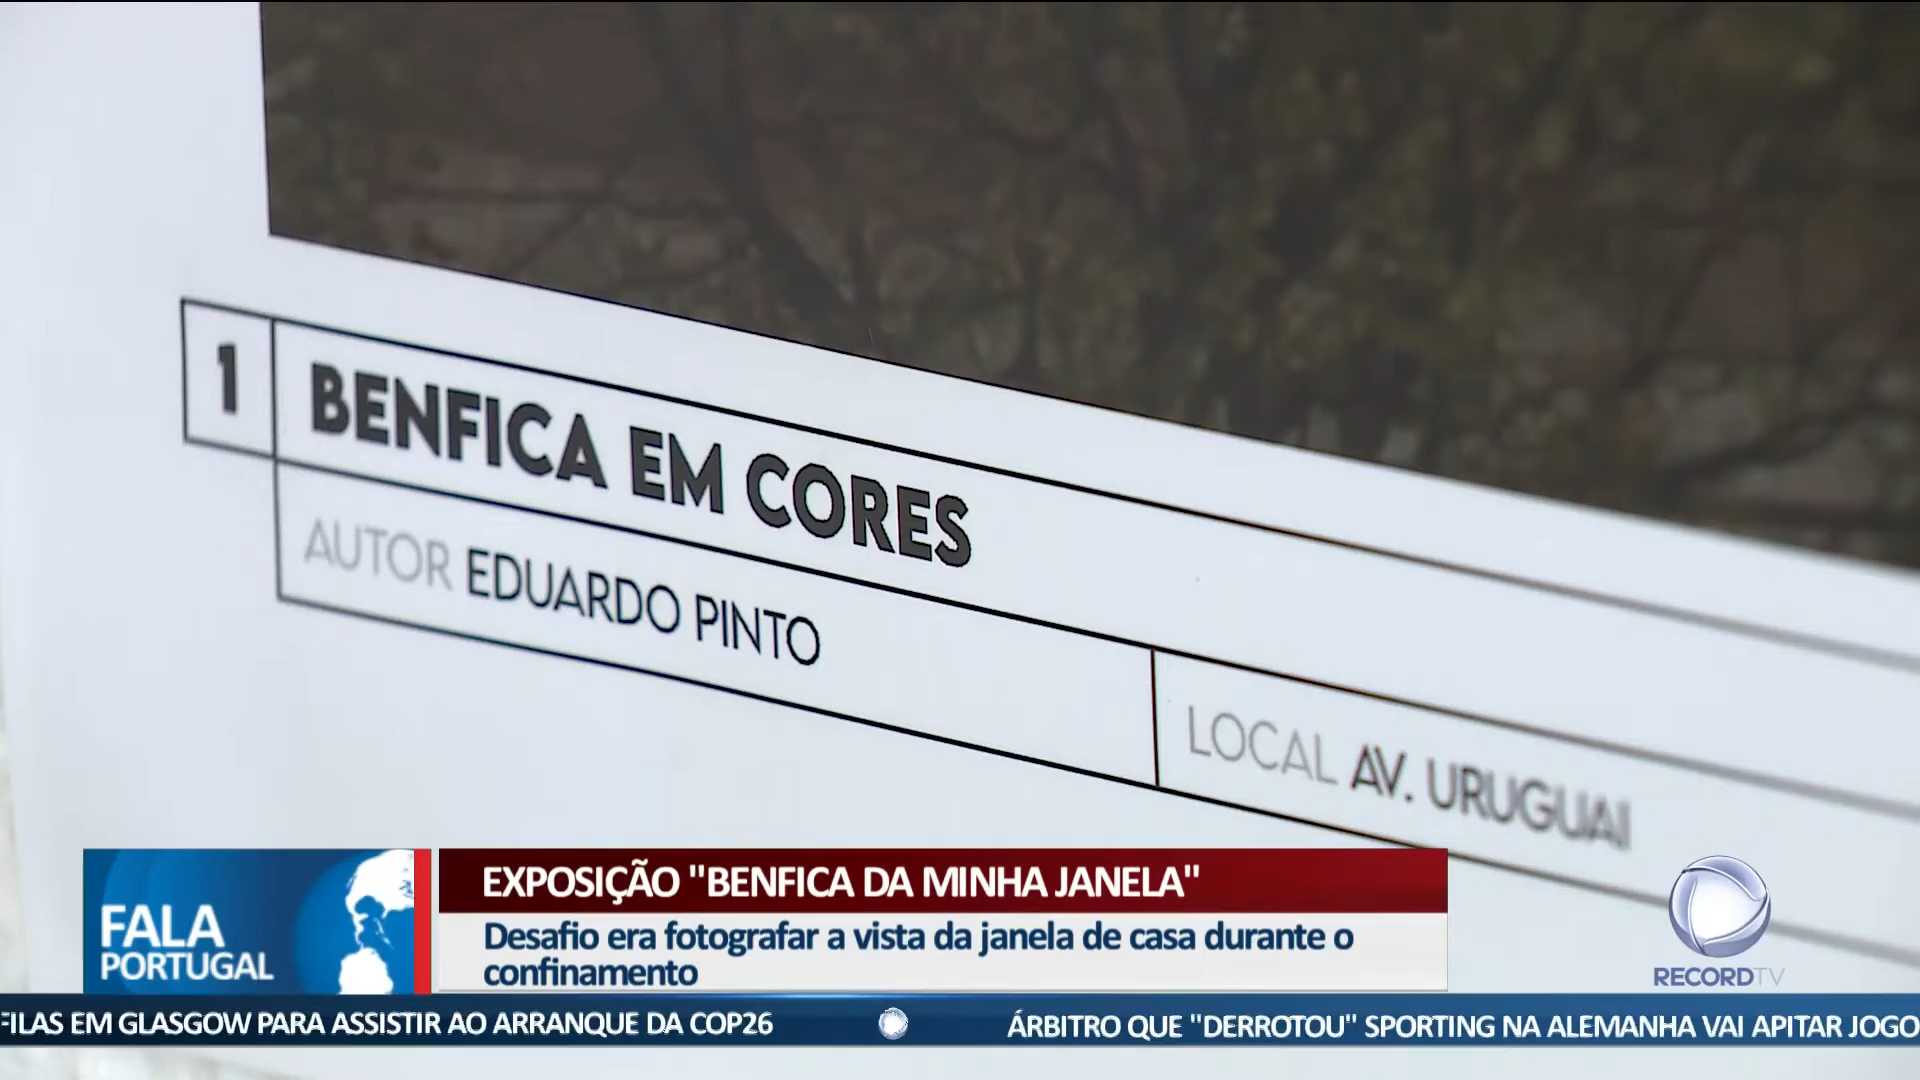 1
BENFICA EM CORES
AUTOR EDUARDO PINTO
LOCAL AV. URUGUAI
FALA
PORTUGAL
EXPOSIÇÃO "BENFICA DA MINHA JANELA"
Desafio era fotografar a vista da janela de casa durante o
confinamento
RECORD TV
FILAS EM GLASGOW PARA ASSISTIR AO ARRANQUE DA COP26
ÁRBITRO QUE "DERROTOU" SPORTING NA ALEMANHA VAI APITAR JOGO